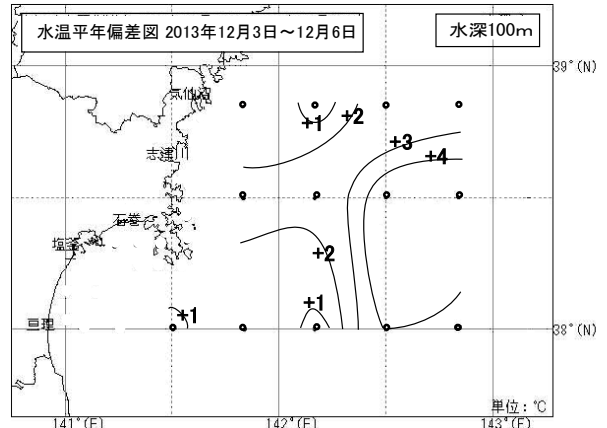 水温平年偏差図 2013年12月3日～12月6日
水深100m
39°(N)
気仙沼
+1
+2
+3
志津川
+4
石巻
塩釜
+2
+1
+1
亘理
38°(N)
単位：℃
141°(E)
142°(E)
143°(E)